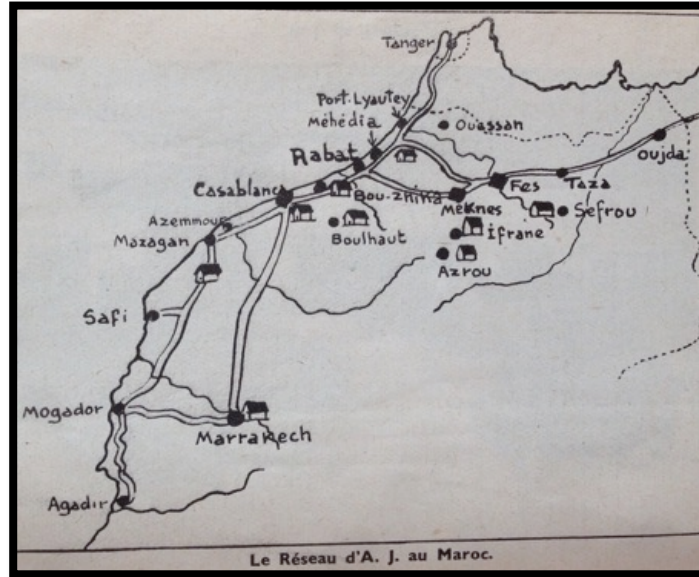 Tanger
Port-Lyautey
Méhédia
Ouassan
Rabat
Oujda
Casablanca
Bou-Znika
Fes
Taza
Meknes
Sefrou
Azemmour
Mazagan
Boulhaut
Ifrane
Azrou
Safi
Mogador
Marrakech
Agadir
Le Réseau d'A. J. au Maroc.